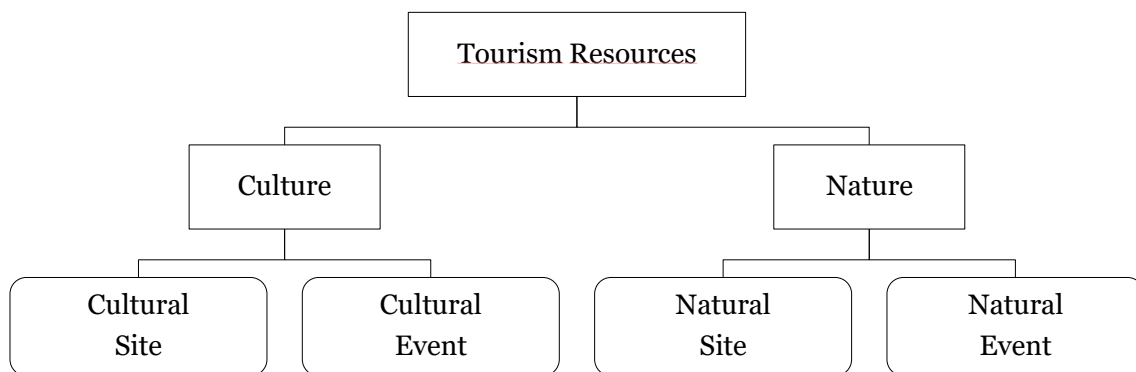 Tourism Resources
Culture
Nature
Cultural
Site
Cultural
Event
Natural
Site
Natural
Event